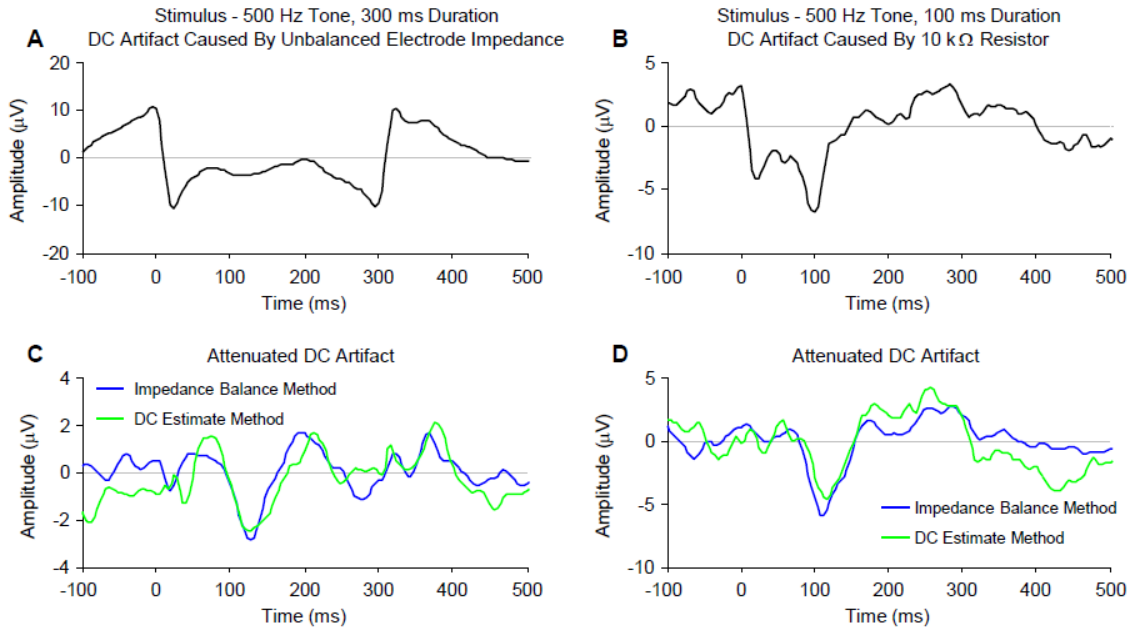 Stimulus - 500 Hz Tone, 300 ms Duration
A DC Artifact Caused By Unbalanced Electrode Impedance
20
10
0
-10
-20
Amplitude (μV)
-100 0 100 200 300 400 500
Time (ms)
Stimulus - 500 Hz Tone, 100 ms Duration
B DC Artifact Caused By 10 kΩ Resistor
5
0
-5
-10
Amplitude (μV)
-100 0 100 200 300 400 500
Time (ms)
C Attenuated DC Artifact
4
2
0
-2
-4
Amplitude (μV)
Impedance Balance Method
DC Estimate Method
-100 0 100 200 300 400 500
Time (ms)
D Attenuated DC Artifact
5
0
-5
-10
Amplitude (μV)
Impedance Balance Method
DC Estimate Method
-100 0 100 200 300 400 500
Time (ms)